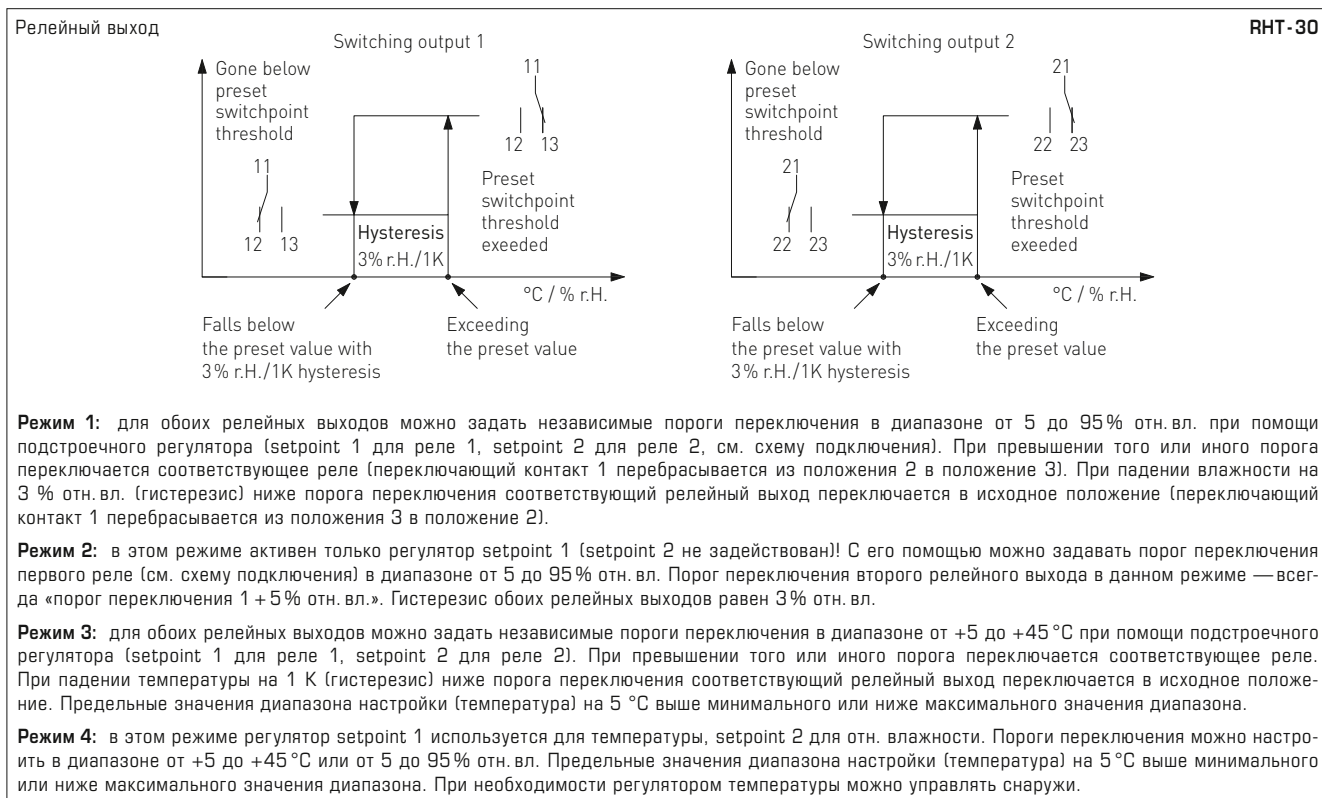 Релейный выход
RHT-30
Switching output 1
Gone below
preset
switchpoint
threshold
11
12 13
11
12 13
Preset
switchpoint
threshold
exeeded
Hysteresis
3% r.H./1K
°C / % r.H.
Falls below
the preset value with
3% r.H./1K hysteresis
Exceeding
the preset value
Switching output 2
Gone below
preset
switchpoint
threshold
21
22 23
21
22 23
Preset
switchpoint
threshold
exeeded
Hysteresis
3% r.H./1K
°C / % r.H.
Falls below
the preset value with
3% r.H./1K hysteresis
Exceeding
the preset value
Режим 1: для обоих релейных выходов можно задать независимые пороги переключения в диапазоне от 5 до 95% отн. вл. при помощи
подстроечного регулятора (setpoint 1 для реле 1, setpoint 2 для реле 2, см. схему подключения). При превышении того или иного порога
переключается соответствующее реле (переключающий контакт 1 перебрасывается из положения 2 в положение 3). При падении влажности на
3 % отн. вл. (гистерезис) ниже порога переключения соответствующий релейный выход переключается в исходное положение (переключающий
контакт 1 перебрасывается из положения 3 в положение 2).
Режим 2: в этом режиме активен только регулятор setpoint 1 (setpoint 2 не задействован)! С его помощью можно задавать порог переключения
первого реле (см. схему подключения) в диапазоне от 5 до 95% отн. вл. Порог переключения второго релейного выхода в данном режиме — всег-
да «порог переключения 1 + 5% отн. вл.». Гистерезис обоих релейных выходов равен 3% отн. вл.
Режим 3: для обоих релейных выходов можно задать независимые пороги переключения в диапазоне от +5 до +45 °C при помощи подстроечного
регулятора (setpoint 1 для реле 1, setpoint 2 для реле 2). При превышении того или иного порога переключается соответствующее реле.
При падении температуры на 1 K (гистерезис) ниже порога переключения соответствующий релейный выход переключается в исходное положе-
ние. Предельные значения диапазона настройки (температура) на 5 °C выше минимального или ниже максимального значения диапазона.
Режим 4: в этом режиме регулятор setpoint 1 используется для температуры, setpoint 2 для отн. влажности. Пороги переключения можно настро-
ить в диапазоне от +5 до +45 °C или от 5 до 95% отн. вл. Предельные значения диапазона настройки (температура) на 5 °C выше минимального
или ниже максимального значения диапазона. При необходимости регулятором температуры можно управлять снаружи.